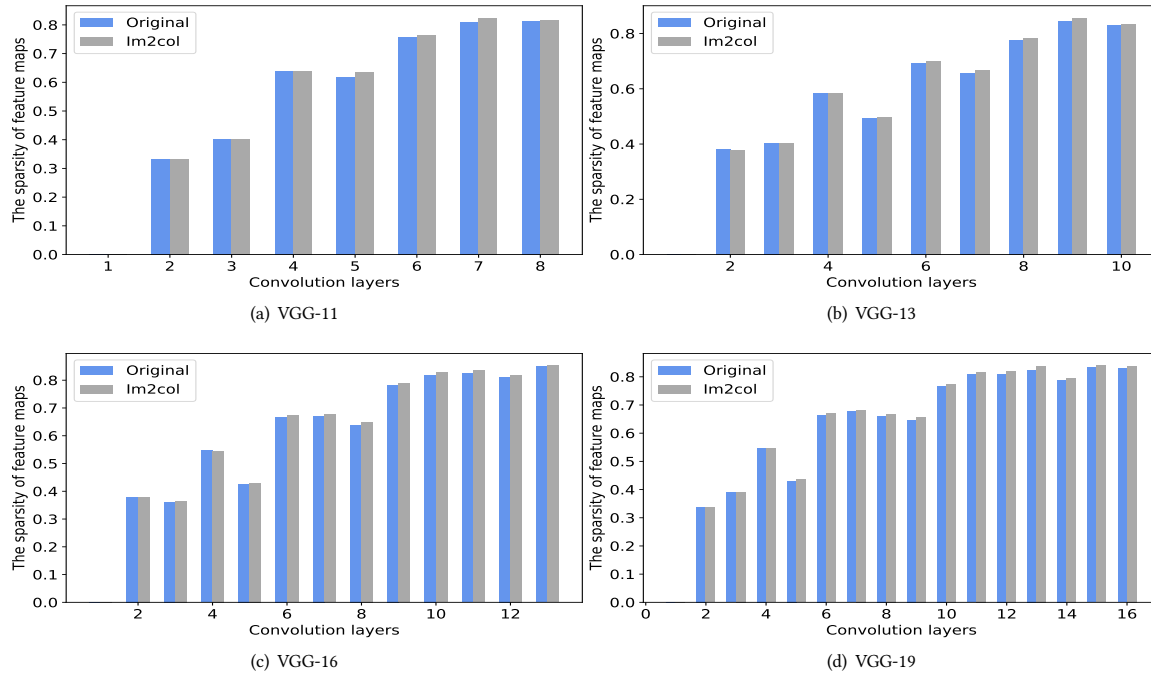 The sparsity of feature maps
0.8
0.7
0.6
0.5
0.4
0.3
0.2
0.1
0.0
Original
Im2col
1 2 3 4 5 6 7 8
Convolution layers
(a) VGG-11
The sparsity of feature maps
0.8
0.6
0.4
0.2
0.0
Original
Im2col
2 4 6 8 10
Convolution layers
(b) VGG-13
The sparsity of feature maps
0.8
0.7
0.6
0.5
0.4
0.3
0.2
0.1
0.0
Original
Im2col
2 4 6 8 10 12
Convolution layers
(c) VGG-16
The sparsity of feature maps
0.8
0.7
0.6
0.5
0.4
0.3
0.2
0.1
0.0
Original
Im2col
0 2 4 6 8 10 12 14 16
Convolution layers
(d) VGG-19